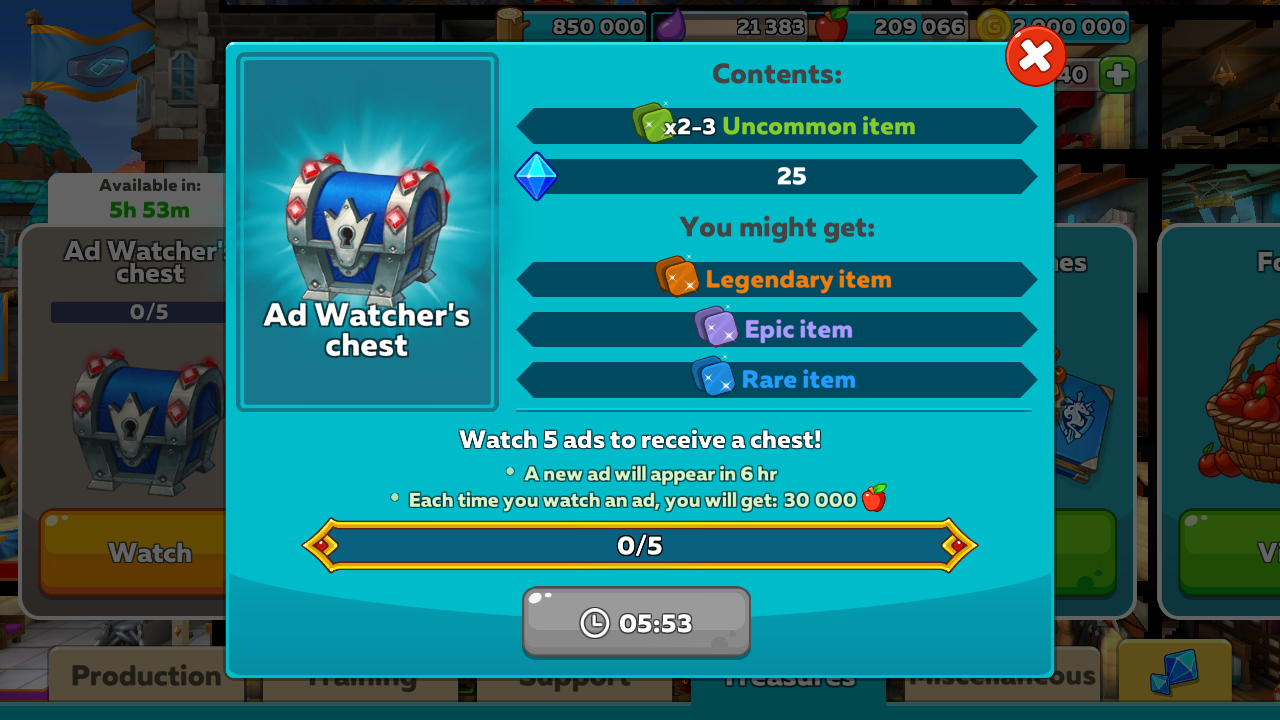 850 000
21 383
209 066
2 000 000
40
Contents:
x2-3 Uncommon item
25
You might get:
Legendary item
Epic item
Rare item
Ad Watcher's
chest
Available in:
5h 53m
Ad Watcher's
chest
0/5
Watch
Watch 5 ads to receive a chest!
• A new ad will appear in 6 hr
• Each time you watch an ad, you will get: 30 000
0/5
05:53
Production
Training
Support
Treasures
Miscellaneous